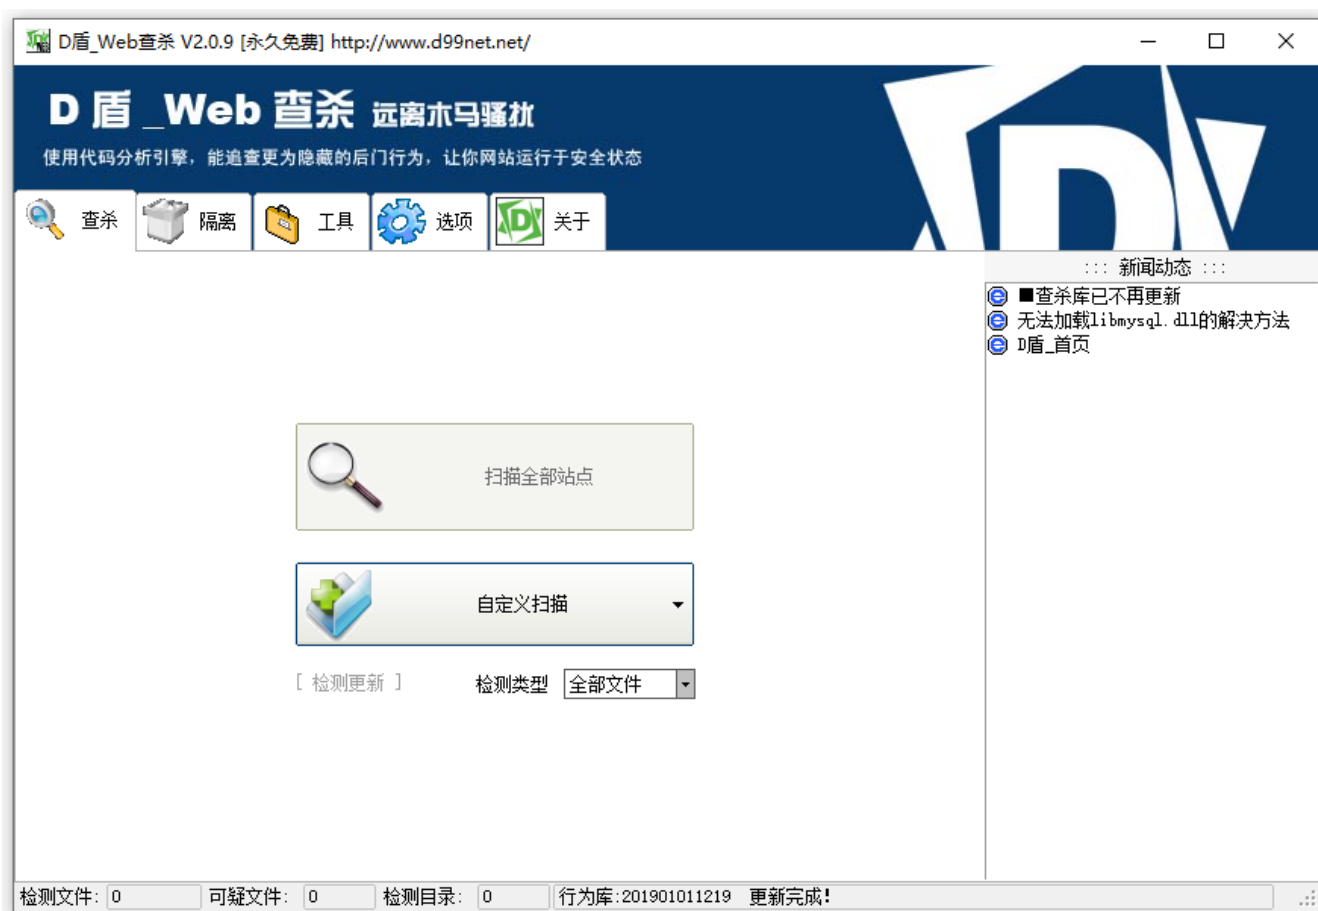 D盾_Web查杀 V2.0.9 [永久免费] http://www.d99net.net/
D盾_Web查杀 远离木马骚扰
使用代码分析引擎，能追查更为隐藏的后门行为，让你网站运行于安全状态
查杀 隔离 工具 选项 关于
::: 新闻动态 :::
■查杀库已不再更新
无法加载libmysql.dll的解决方法
D盾_首页
扫描全部站点
自定义扫描
[ 检测更新 ] 检测类型 全部文件
检测文件: 0 可疑文件: 0 检测目录: 0 行为库:201901011219 更新完成!